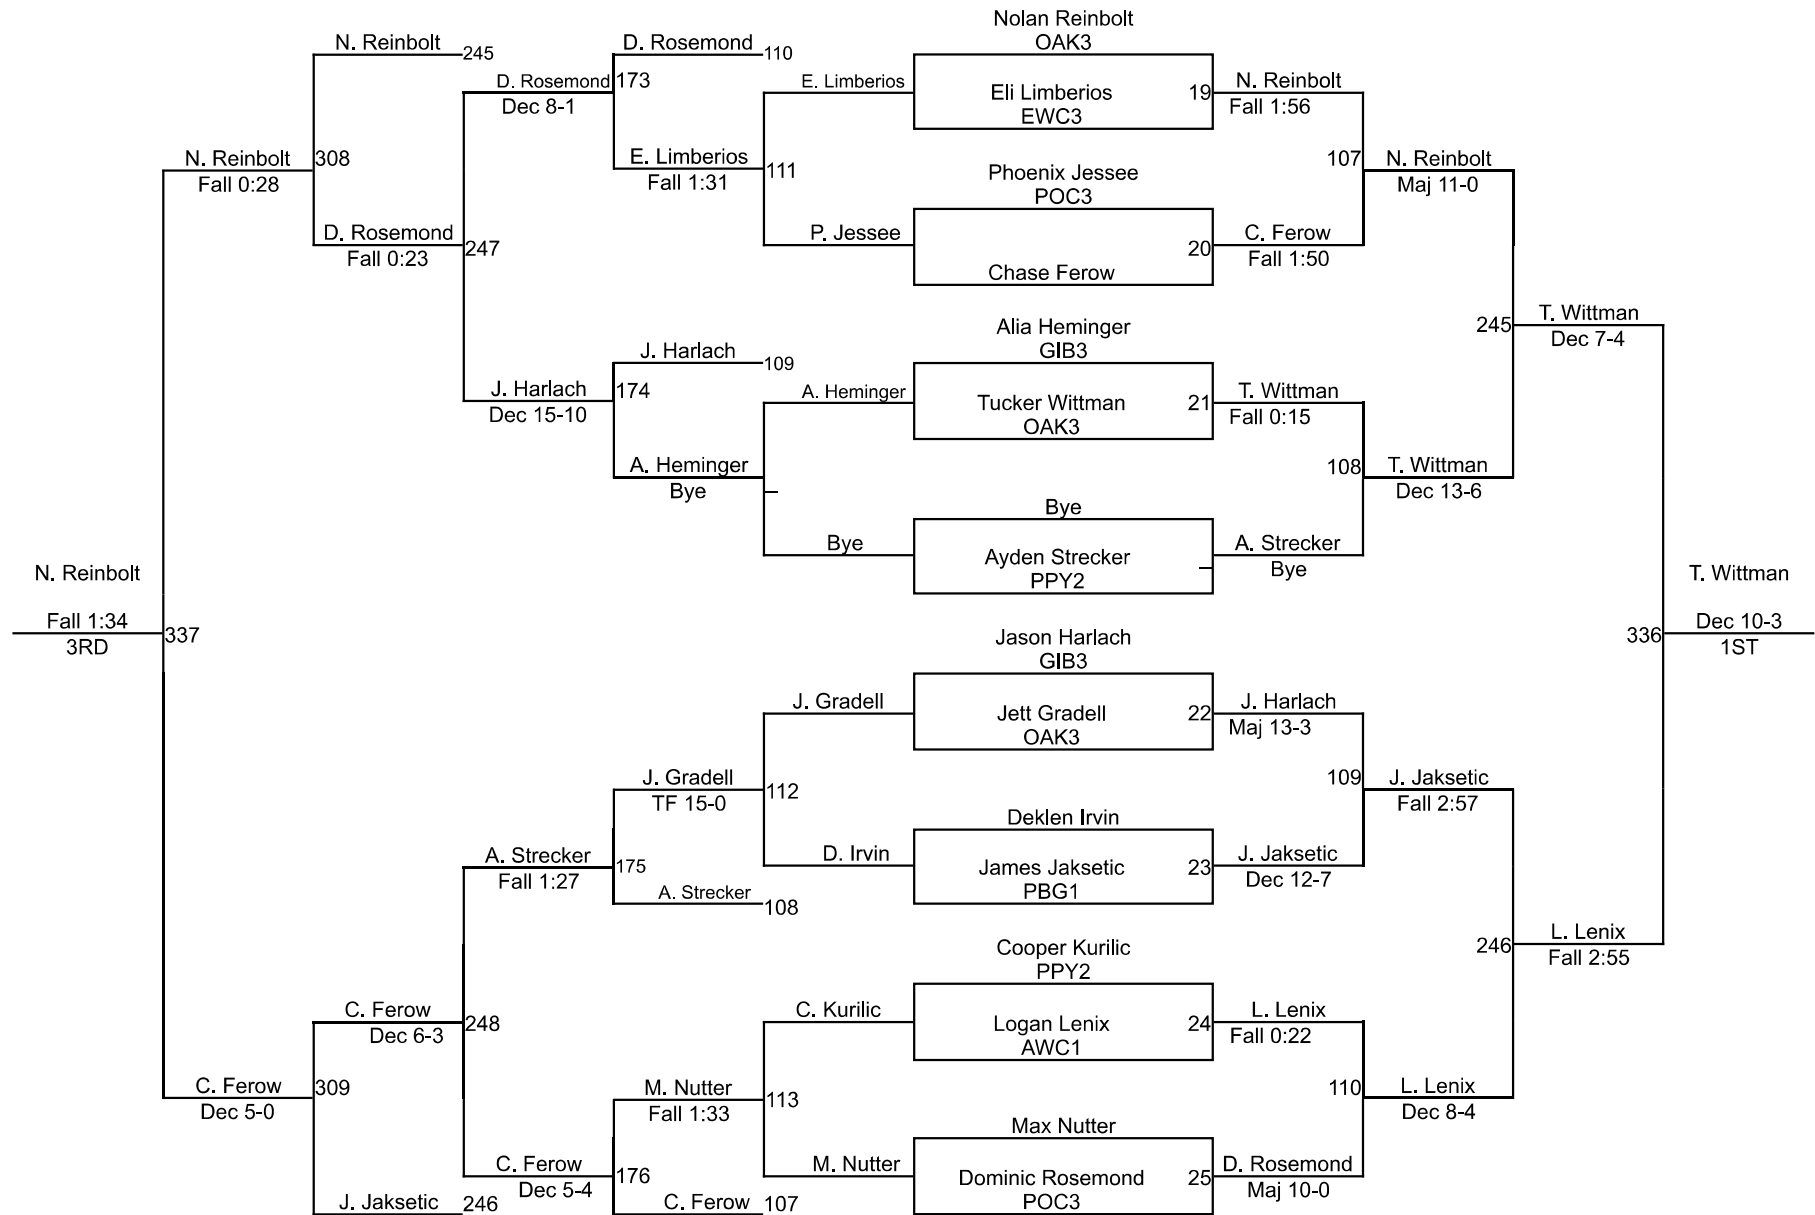 Nolan Reinbolt
OAK3
N. Reinbolt
245
D. Rosemond
110
D. Rosemond
173
Dec 8-1
E. Limberios
Eli Limberios
EWC3
19
N. Reinbolt
Fall 1:56
N. Reinbolt
308
Fall 0:28
E. Limberios
111
Fall 1:31
Phoenix Jessee
POC3
107
N. Reinbolt
Maj 11-0
D. Rosemond
247
Fall 0:23
P. Jessee
20
C. Ferow
Fall 1:50
Chase Ferow
Alia Heminger
GIB3
245
T. Wittman
Dec 7-4
J. Harlach
109
J. Harlach
174
Dec 15-10
A. Heminger
Tucker Wittman
OAK3
21
T. Wittman
Fall 0:15
A. Heminger
Bye
108
T. Wittman
Dec 13-6
Bye
Bye
Ayden Strecker
PPY2
A. Strecker
Bye
N. Reinbolt
Fall 1:34
3RD
337
T. Wittman
336
Dec 10-3
1ST
Jason Harlach
GIB3
J. Gradell
Jett Gradell
OAK3
22
J. Harlach
Maj 13-3
J. Gradell
112
TF 15-0
109
J. Jaksetic
Fall 2:57
Deklen Irvin
A. Strecker
175
Fall 1:27
D. Irvin
James Jaksetic
PBG1
23
J. Jaksetic
Dec 12-7
A. Strecker
108
Cooper Kurilic
PPY2
246
L. Lenix
Fall 2:55
C. Ferow
248
Dec 6-3
C. Kurilic
Logan Lenix
AWC1
24
L. Lenix
Fall 0:22
C. Ferow
309
Dec 5-0
M. Nutter
113
Fall 1:33
110
L. Lenix
Dec 8-4
Max Nutter
C. Ferow
176
Dec 5-4
M. Nutter
Dominic Rosemond
POC3
25
D. Rosemond
Maj 10-0
J. Jaksetic
246
C. Ferow
107